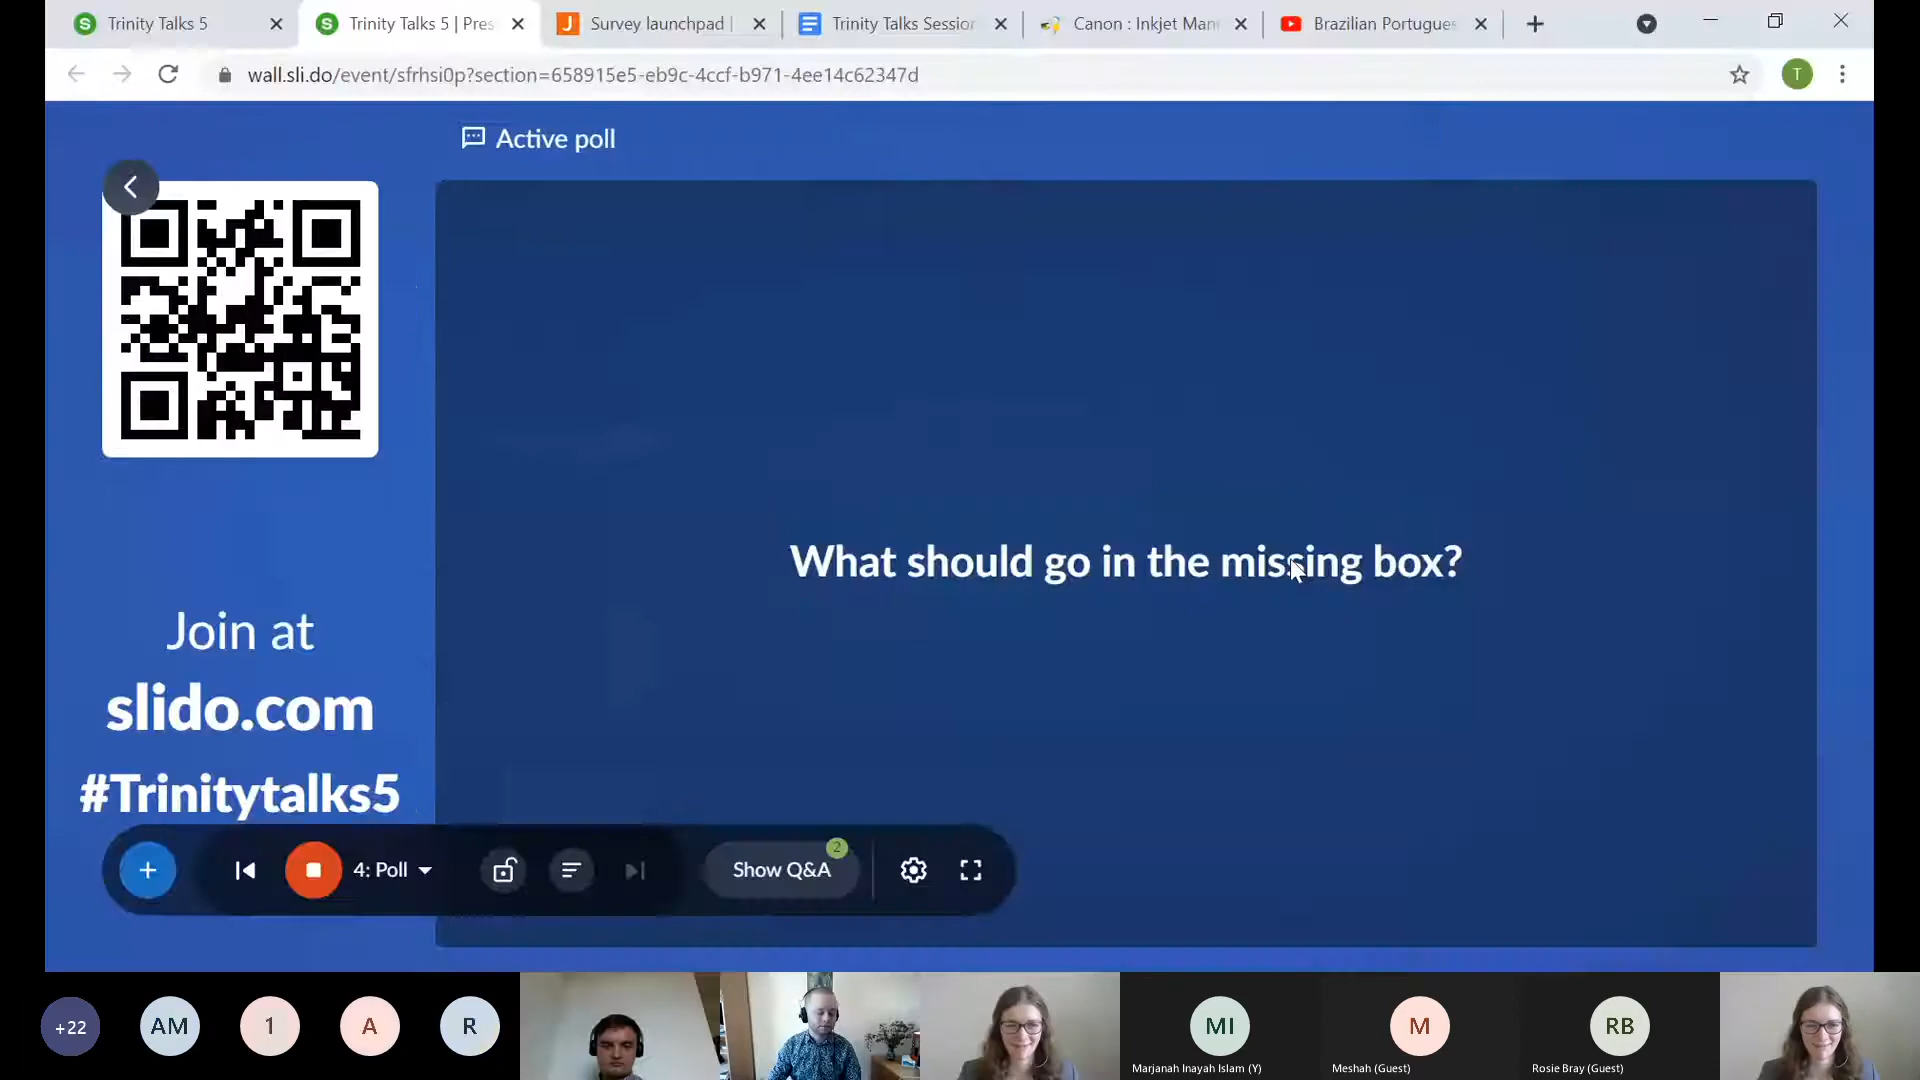 Trinity Talks 5
Trinity Talks 5 | Pres
Survey launchpad |
Trinity Talks Session
Canon : Inkjet Man
Brazilian Portugues
wall.sli.do/event/sfrhsi0p?section=658915e5-eb9c-4ccf-b971-4ee14c62347d
T
Active poll
What should go in the missing box?
Join at
slido.com
#Trinitytalks5
4: Poll
Show Q&A
2
+22
AM
1
A
R
MI
Marjanah Inayah Islam (Y)
M
Meshah (Guest)
RB
Rosie Bray (Guest)